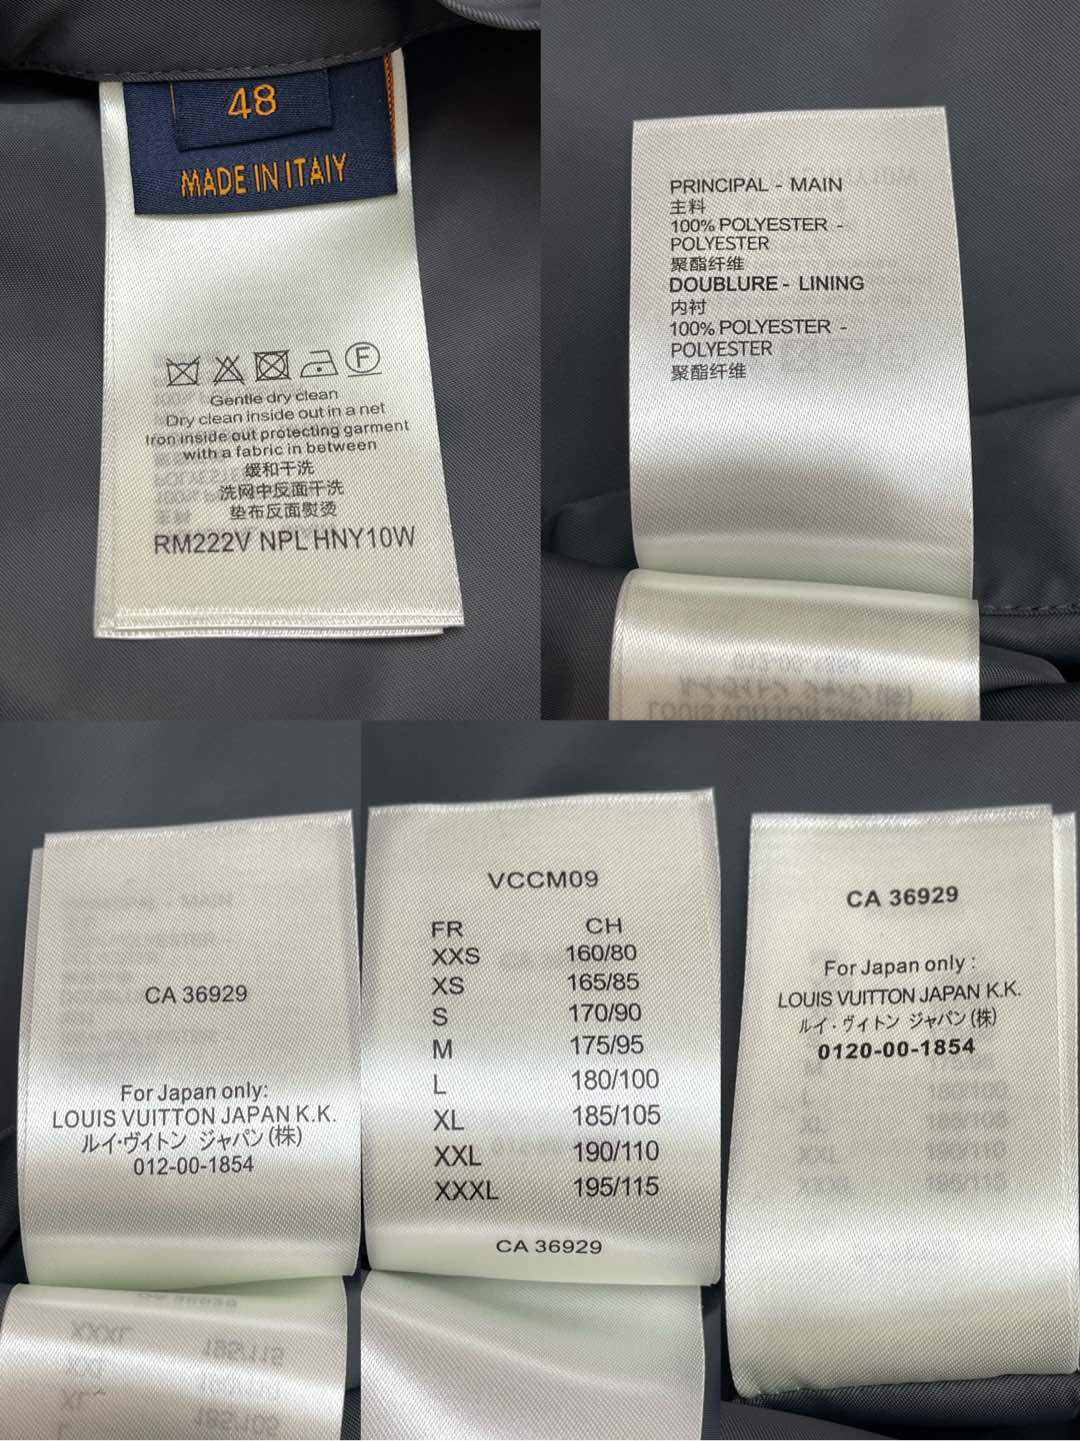 48
MADE IN ITAIY
F
Gentle dry clean
Dry clean inside out in a net
Iron inside out protecting garment
with a fabric in between
缓和干洗
洗网中反面干洗
垫布反面熨烫
RM222V NPL HNY10W
PRINCIPAL - MAIN
主料
100% POLYESTER -
POLYESTER
聚酯纤维
DOUBLURE - LINING
内衬
100% POLYESTER -
POLYESTER
聚酯纤维
CA 36929
For Japan only:
LOUIS VUITTON JAPAN K.K.
ルイ・ヴィトン ジャパン(株)
012-00-1854
VCCM09
FR CH
XXS 160/80
XS 165/85
S 170/90
M 175/95
L 180/100
XL 185/105
XXL 190/110
XXXL 195/115
CA 36929
CA 36929
For Japan only :
LOUIS VUITTON JAPAN K.K.
ルイ・ヴィトン ジャパン(株)
0120-00-1854